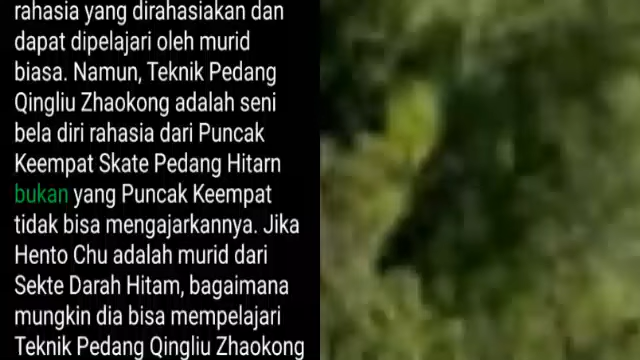 rahasia yang dirahasiakan dan
dapat dipelajari oleh murid
biasa. Namun, Teknik Pedang
Qingliu Zhaokong adalah seni
bela diri rahasia dari Puncak
Keempat Skate Pedang Hitarn
bukan yang Puncak Keempat
tidak bisa mengajarkannya. Jika
Hento Chu adalah murid dari
Sekte Darah Hitam, bagaimana
mungkin dia bisa mempelajari
Teknik Pedang Qingliu Zhaokong